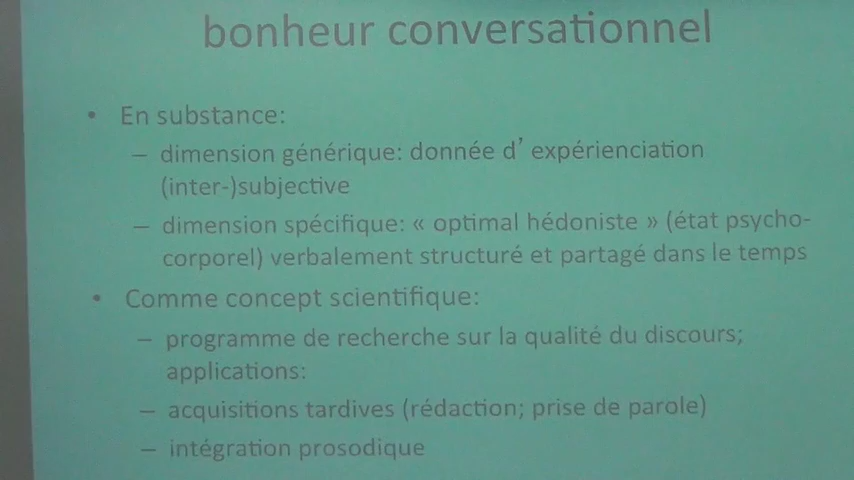 bonheur conversationnel
• En substance:
– dimension générique: donnée d’ expérienciation
(inter-)subjective
– dimension spécifique: « optimal hédoniste » (état psycho-
corporel) verbalement structuré et partagé dans le temps
• Comme concept scientifique:
– programme de recherche sur la qualité du discours;
applications:
– acquisitions tardives (rédaction; prise de parole)
– intégration prosodique